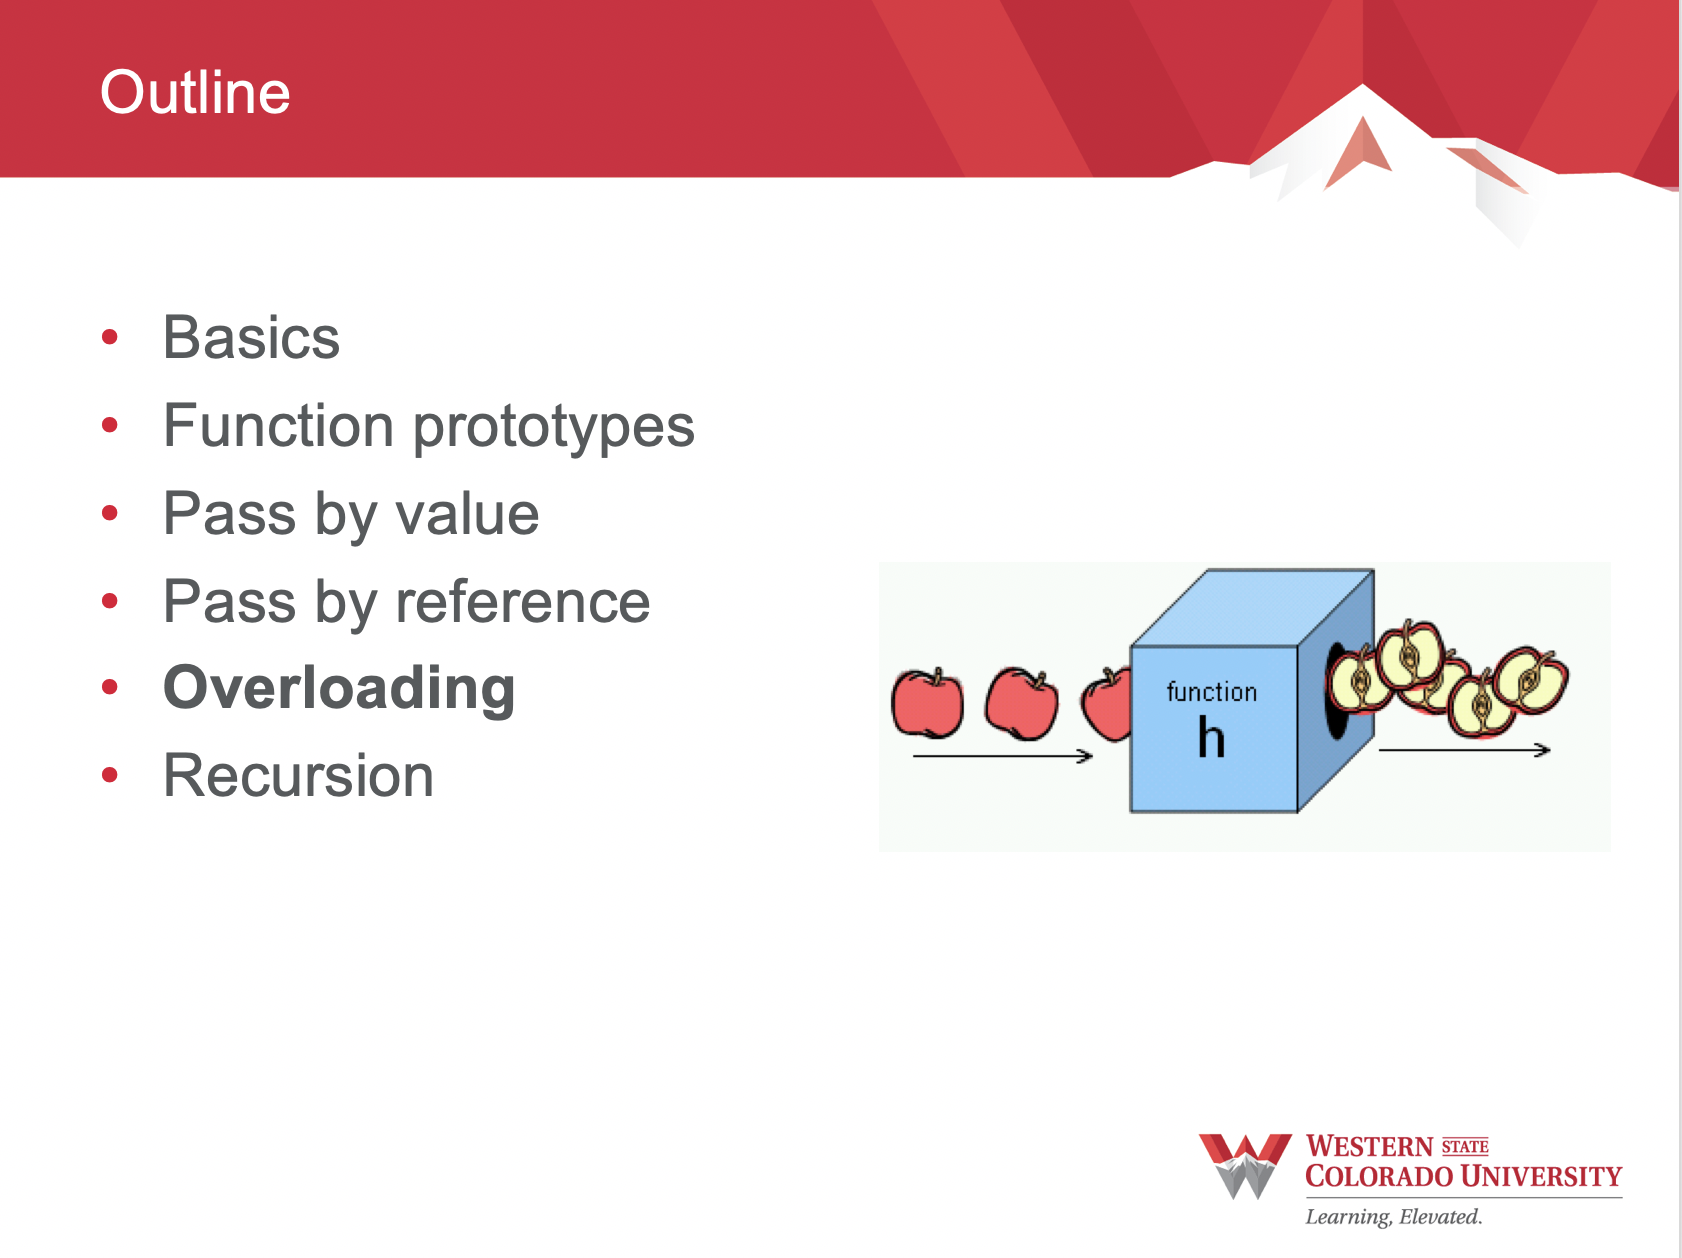 Outline
Basics
Function prototypes
Pass by value
Pass by reference
Overloading
Recursion
function
h
WESTERN STATE
COLORADO UNIVERSITY
Learning, Elevated.